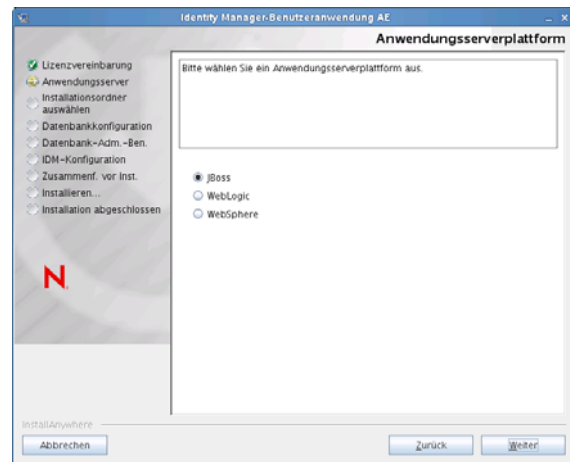 Identity Manager-Benutzeranwendung AE
Anwendungsserverplattform
Lizenzvereinbarung
Anwendungsserver
Installationsordner
auswählen
Datenbankkonfiguration
Datenbank-Adm.-Ben.
IDM-Konfiguration
Zusammenf. vor Inst.
Installieren...
Installation abgeschlossen
N
Bitte wählen Sie ein Anwendungsserverplattform aus.
JBoss
WebLogic
WebSphere
InstallAnywhere
Abbrechen
Zurück
Weiter